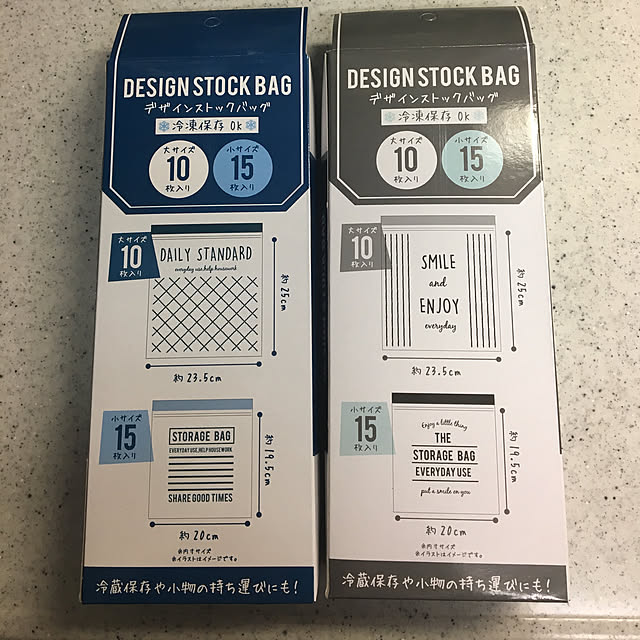 DESIGN STOCK BAG
デザインストックバッグ
冷凍保存 OK
大サイズ
10
枚入り
小サイズ
15
枚入り
大サイズ
10
枚入り
DAILY STANDARD
everyday use, help housework
約25cm
約23.5cm
小サイズ
15
枚入り
STORAGE BAG
EVERYDAY USE, HELP HOUSE WORK
SHARE GOOD TIMES
約19.5cm
約20cm
※内寸サイズ
※イラストはイメージです。
冷蔵保存や小物の持ち運びにも!
DESIGN STOCK BAG
デザインストックバッグ
冷凍保存 OK
大サイズ
10
枚入り
小サイズ
15
枚入り
大サイズ
10
枚入り
SMILE
and
ENJOY
everyday
約25cm
約23.5cm
小サイズ
15
枚入り
Enjoy a little thing
THE
STORAGE BAG
EVERYDAY USE
put a smile on you
約19.5cm
約20cm
※内寸サイズ
※イラストはイメージです。
冷蔵保存や小物の持ち運びにも!